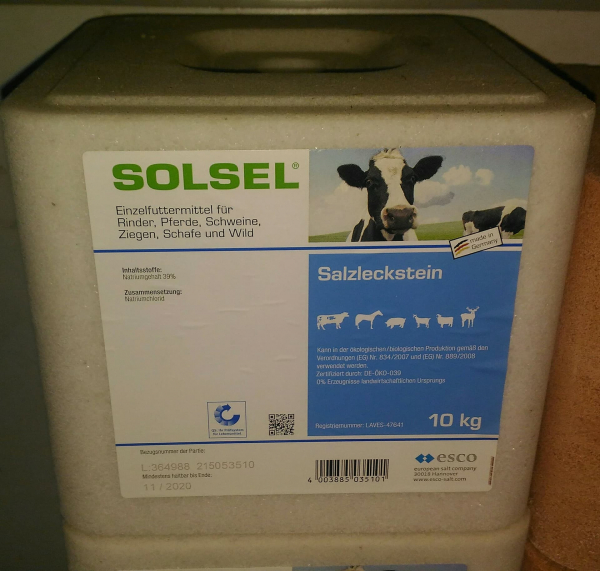 SOLSEL®
Einzelfuttermittel für
Rinder, Pferde, Schweine,
Ziegen, Schafe und Wild
made in
Germany
Inhaltsstoffe:
Natriumgehalt 39%
Zusammensetzung:
Natriumchlorid
Salzleckstein
Kann in der ökologischen/biologischen Produktion gemäß den
Verordnungen (EG) Nr. 834/2007 und (EG) Nr. 889/2008
verwendet werden.
Zertifiziert durch: DE-ÖKO-039
0% Erzeugnisse landwirtschaftlichen Ursprungs
Registriernummer: LAVES-47641
10 kg
Bezugsnummer der Partie:
L:364988 215053510
Mindestens haltbar bis Ende:
11 / 2020
4 003885 035101
esco
european salt company
30018 Hannover
www.esco-salt.com